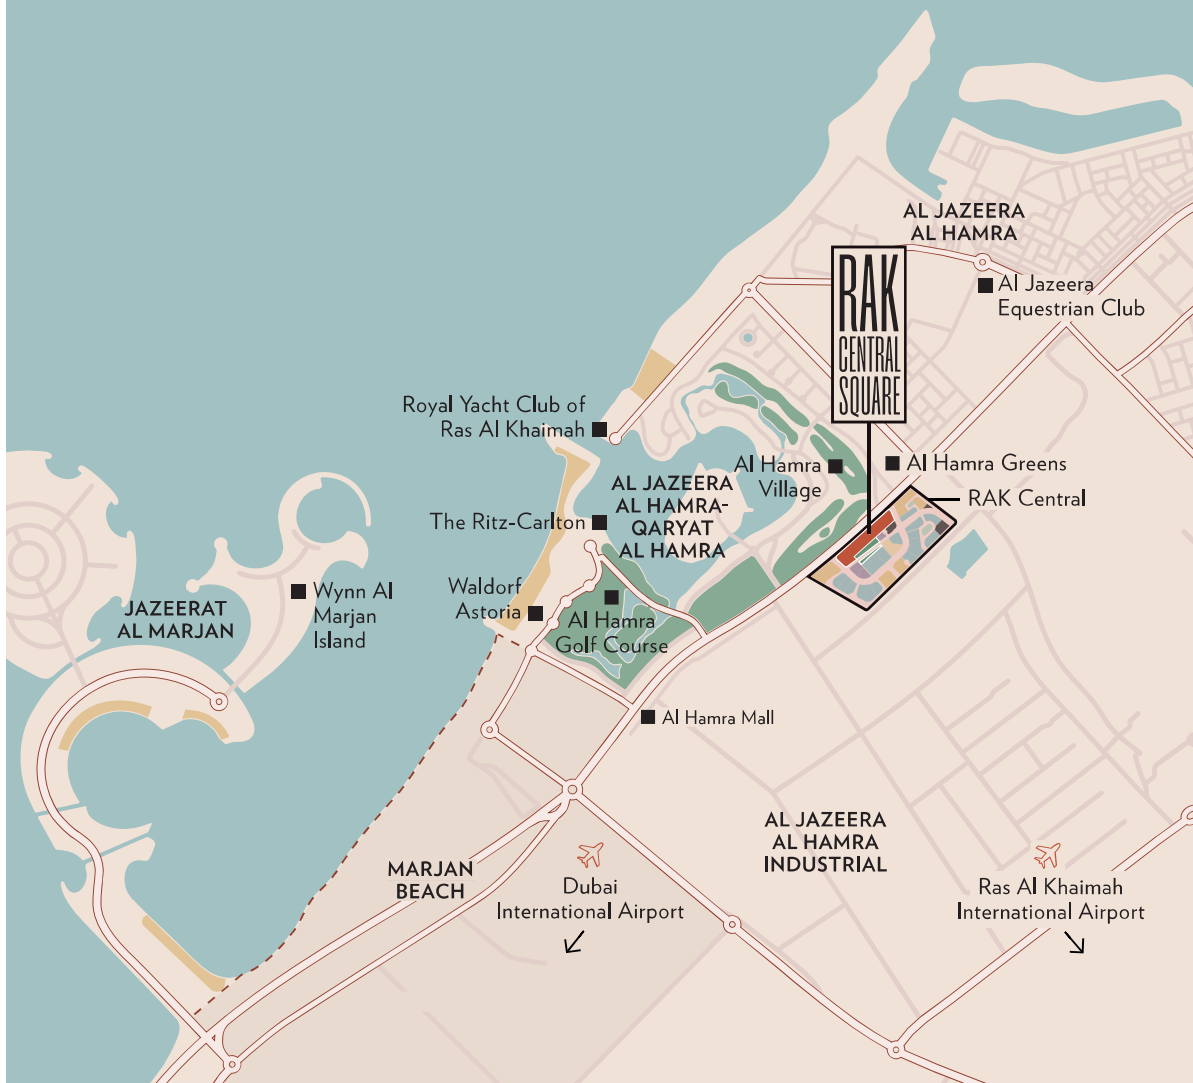 AL JAZEERA
AL HAMRA
RAK
CENTRAL
SQUARE
Al Jazeera
Equestrian Club
Royal Yacht Club of
Ras Al Khaimah
Al Hamra
Village
Al Hamra Greens
RAK Central
AL JAZEERA
AL HAMRA-
QARYAT
AL HAMRA
The Ritz-Carlton
Waldorf
Astoria
Al Hamra
Golf Course
Wynn Al
Marjan
Island
JAZEERAT
AL MARJAN
Al Hamra Mall
AL JAZEERA
AL HAMRA
INDUSTRIAL
MARJAN
BEACH
Dubai
International Airport
Ras Al Khaimah
International Airport